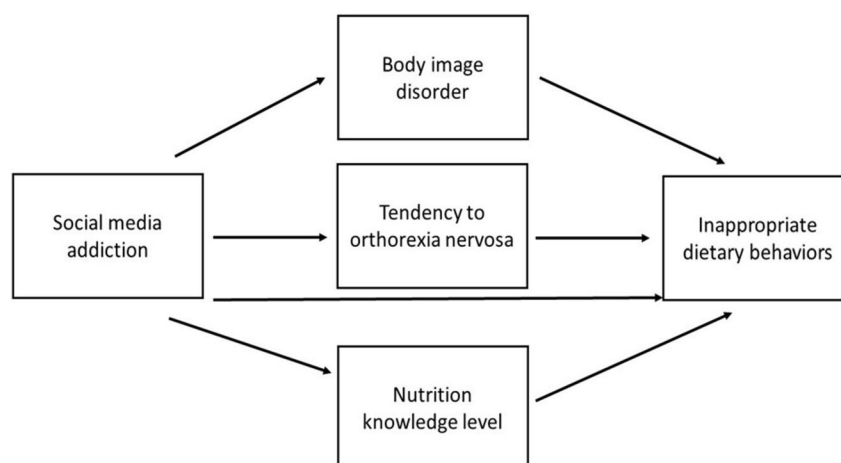 Body image
disorder
Social media
addiction
Tendency to
orthorexia nervosa
Inappropriate
dietary behaviors
Nutrition
knowledge level